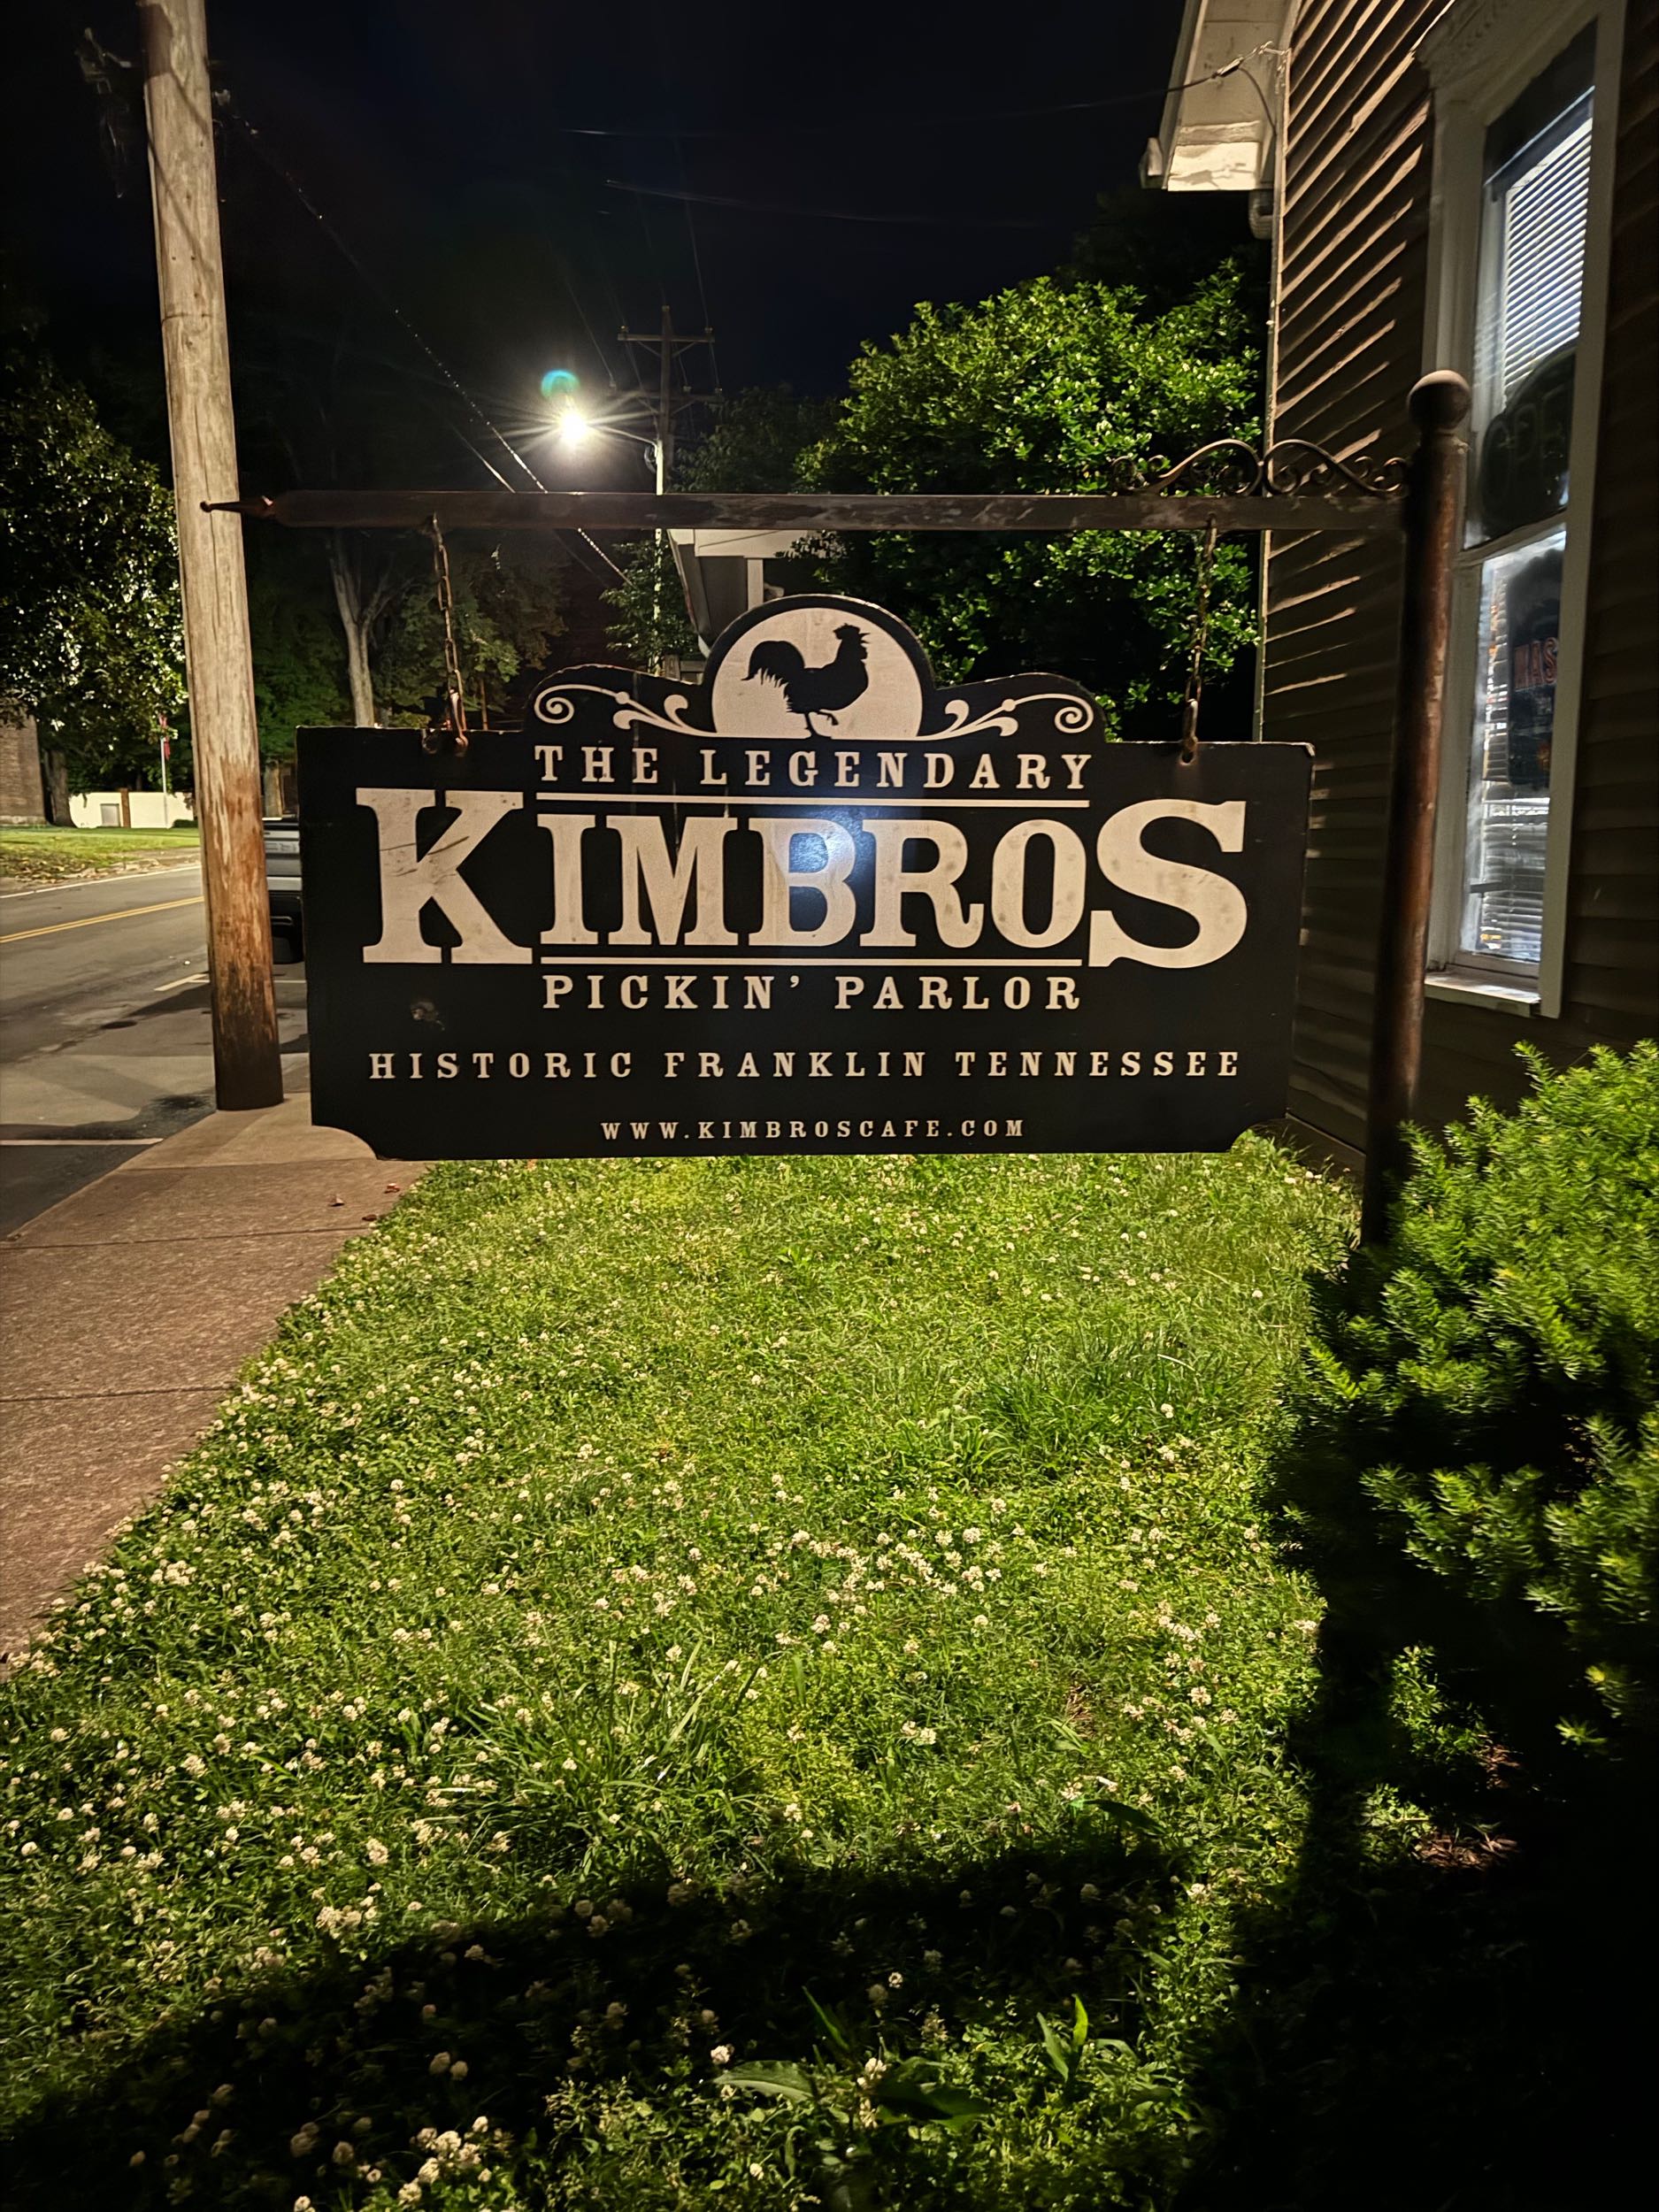 THE LEGENDARY
KIMBROS
PICKIN' PARLOR
HISTORIC FRANKLIN TENNESSEE
WWW.KIMBROSCAFE.COM